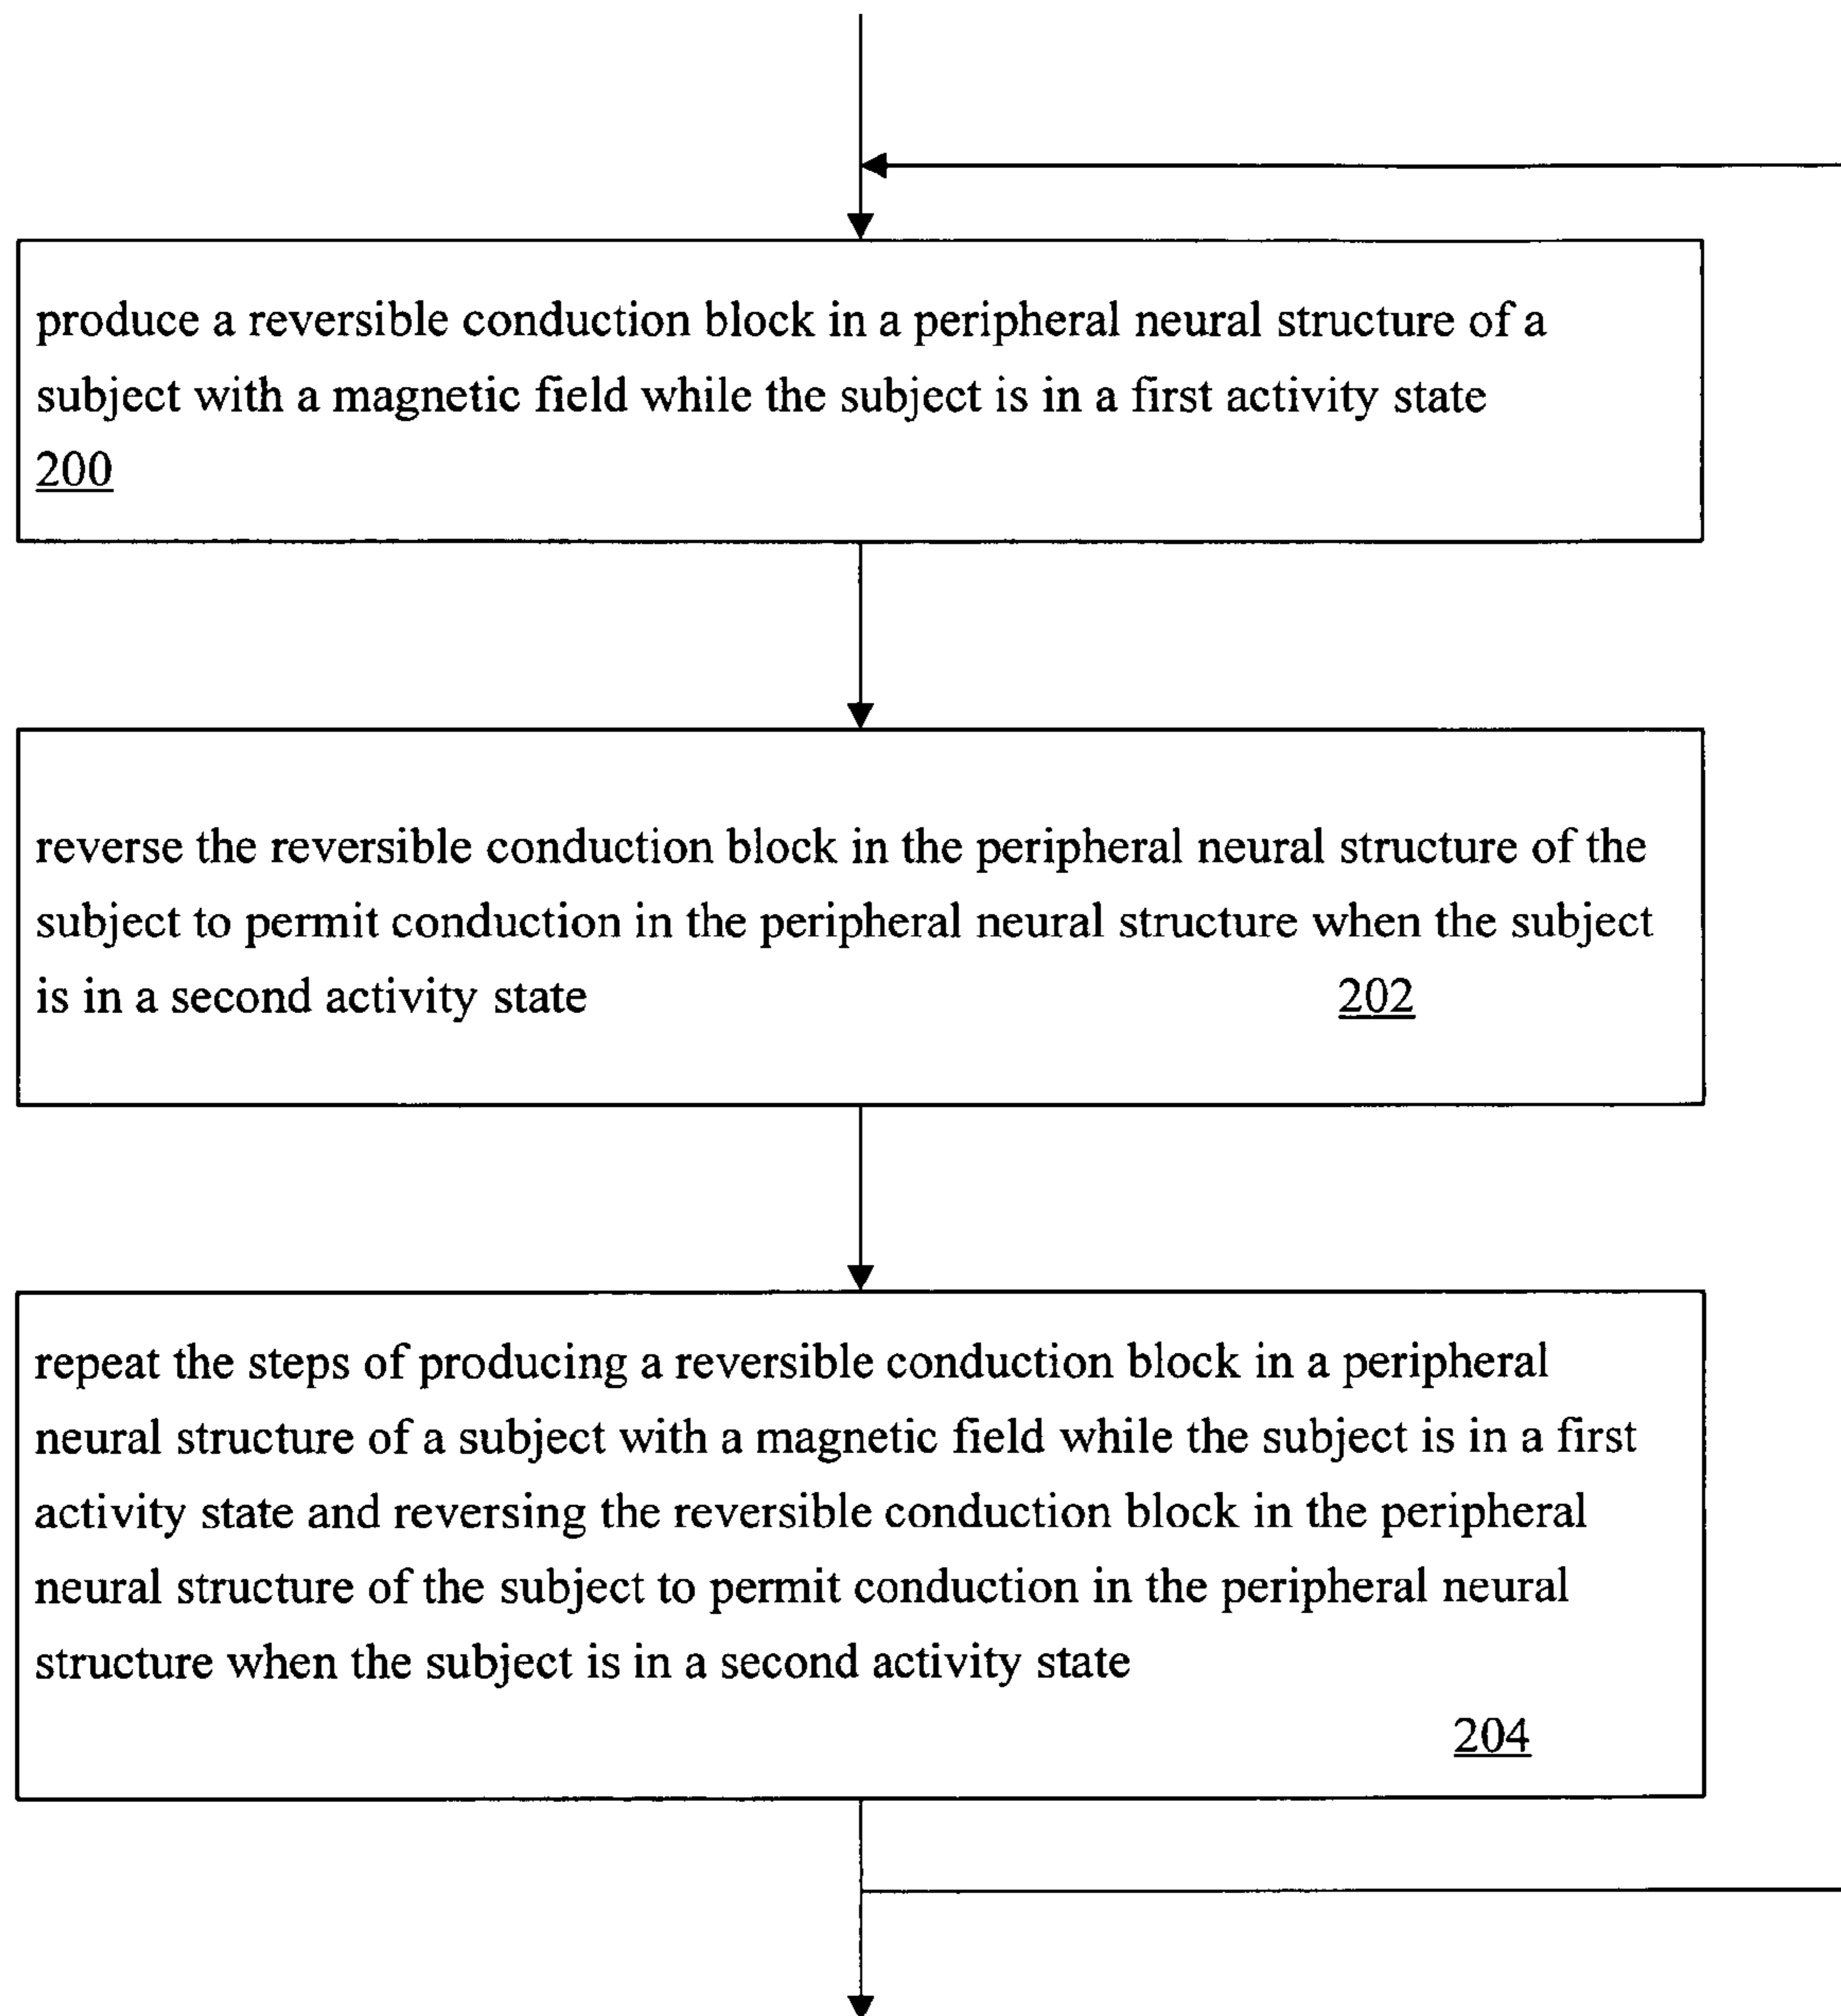 produce a reversible conduction block in a peripheral neural structure of a
subject with a magnetic field while the subject is in a first activity state
200
reverse the reversible conduction block in the peripheral neural structure of the
subject to permit conduction in the peripheral neural structure when the subject
is in a second activity state 202
repeat the steps of producing a reversible conduction block in a peripheral
neural structure of a subject with a magnetic field while the subject is in a first
activity state and reversing the reversible conduction block in the peripheral
neural structure of the subject to permit conduction in the peripheral neural
structure when the subject is in a second activity state
204